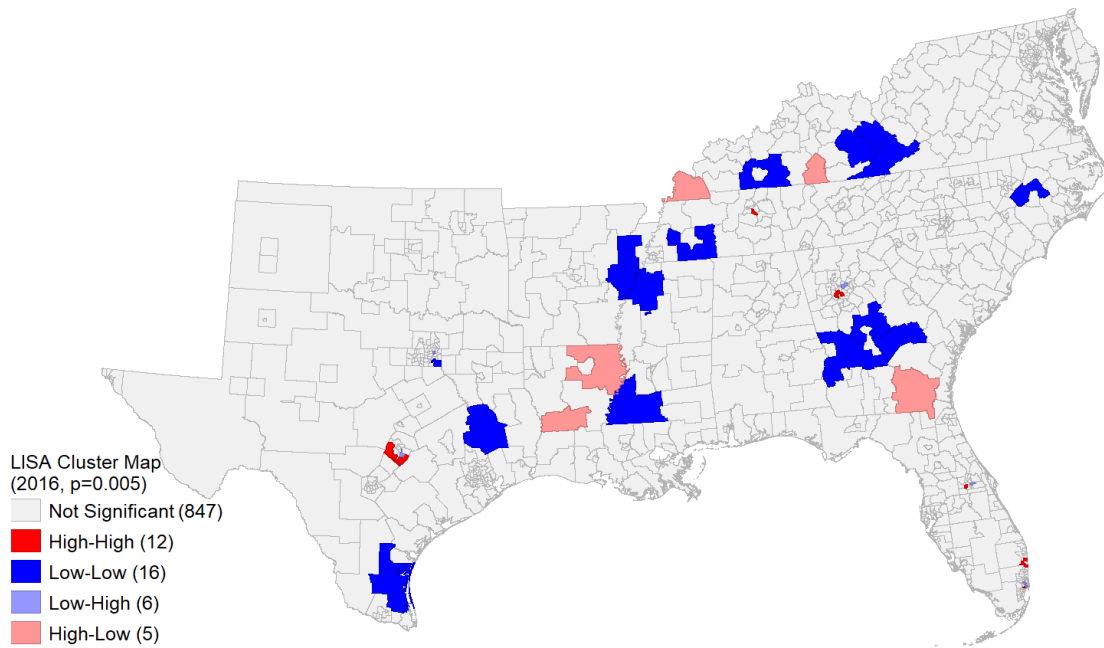 LISA Cluster Map
(2016, p=0.005)
Not Significant (847)
High-High (12)
Low-Low (16)
Low-High (6)
High-Low (5)